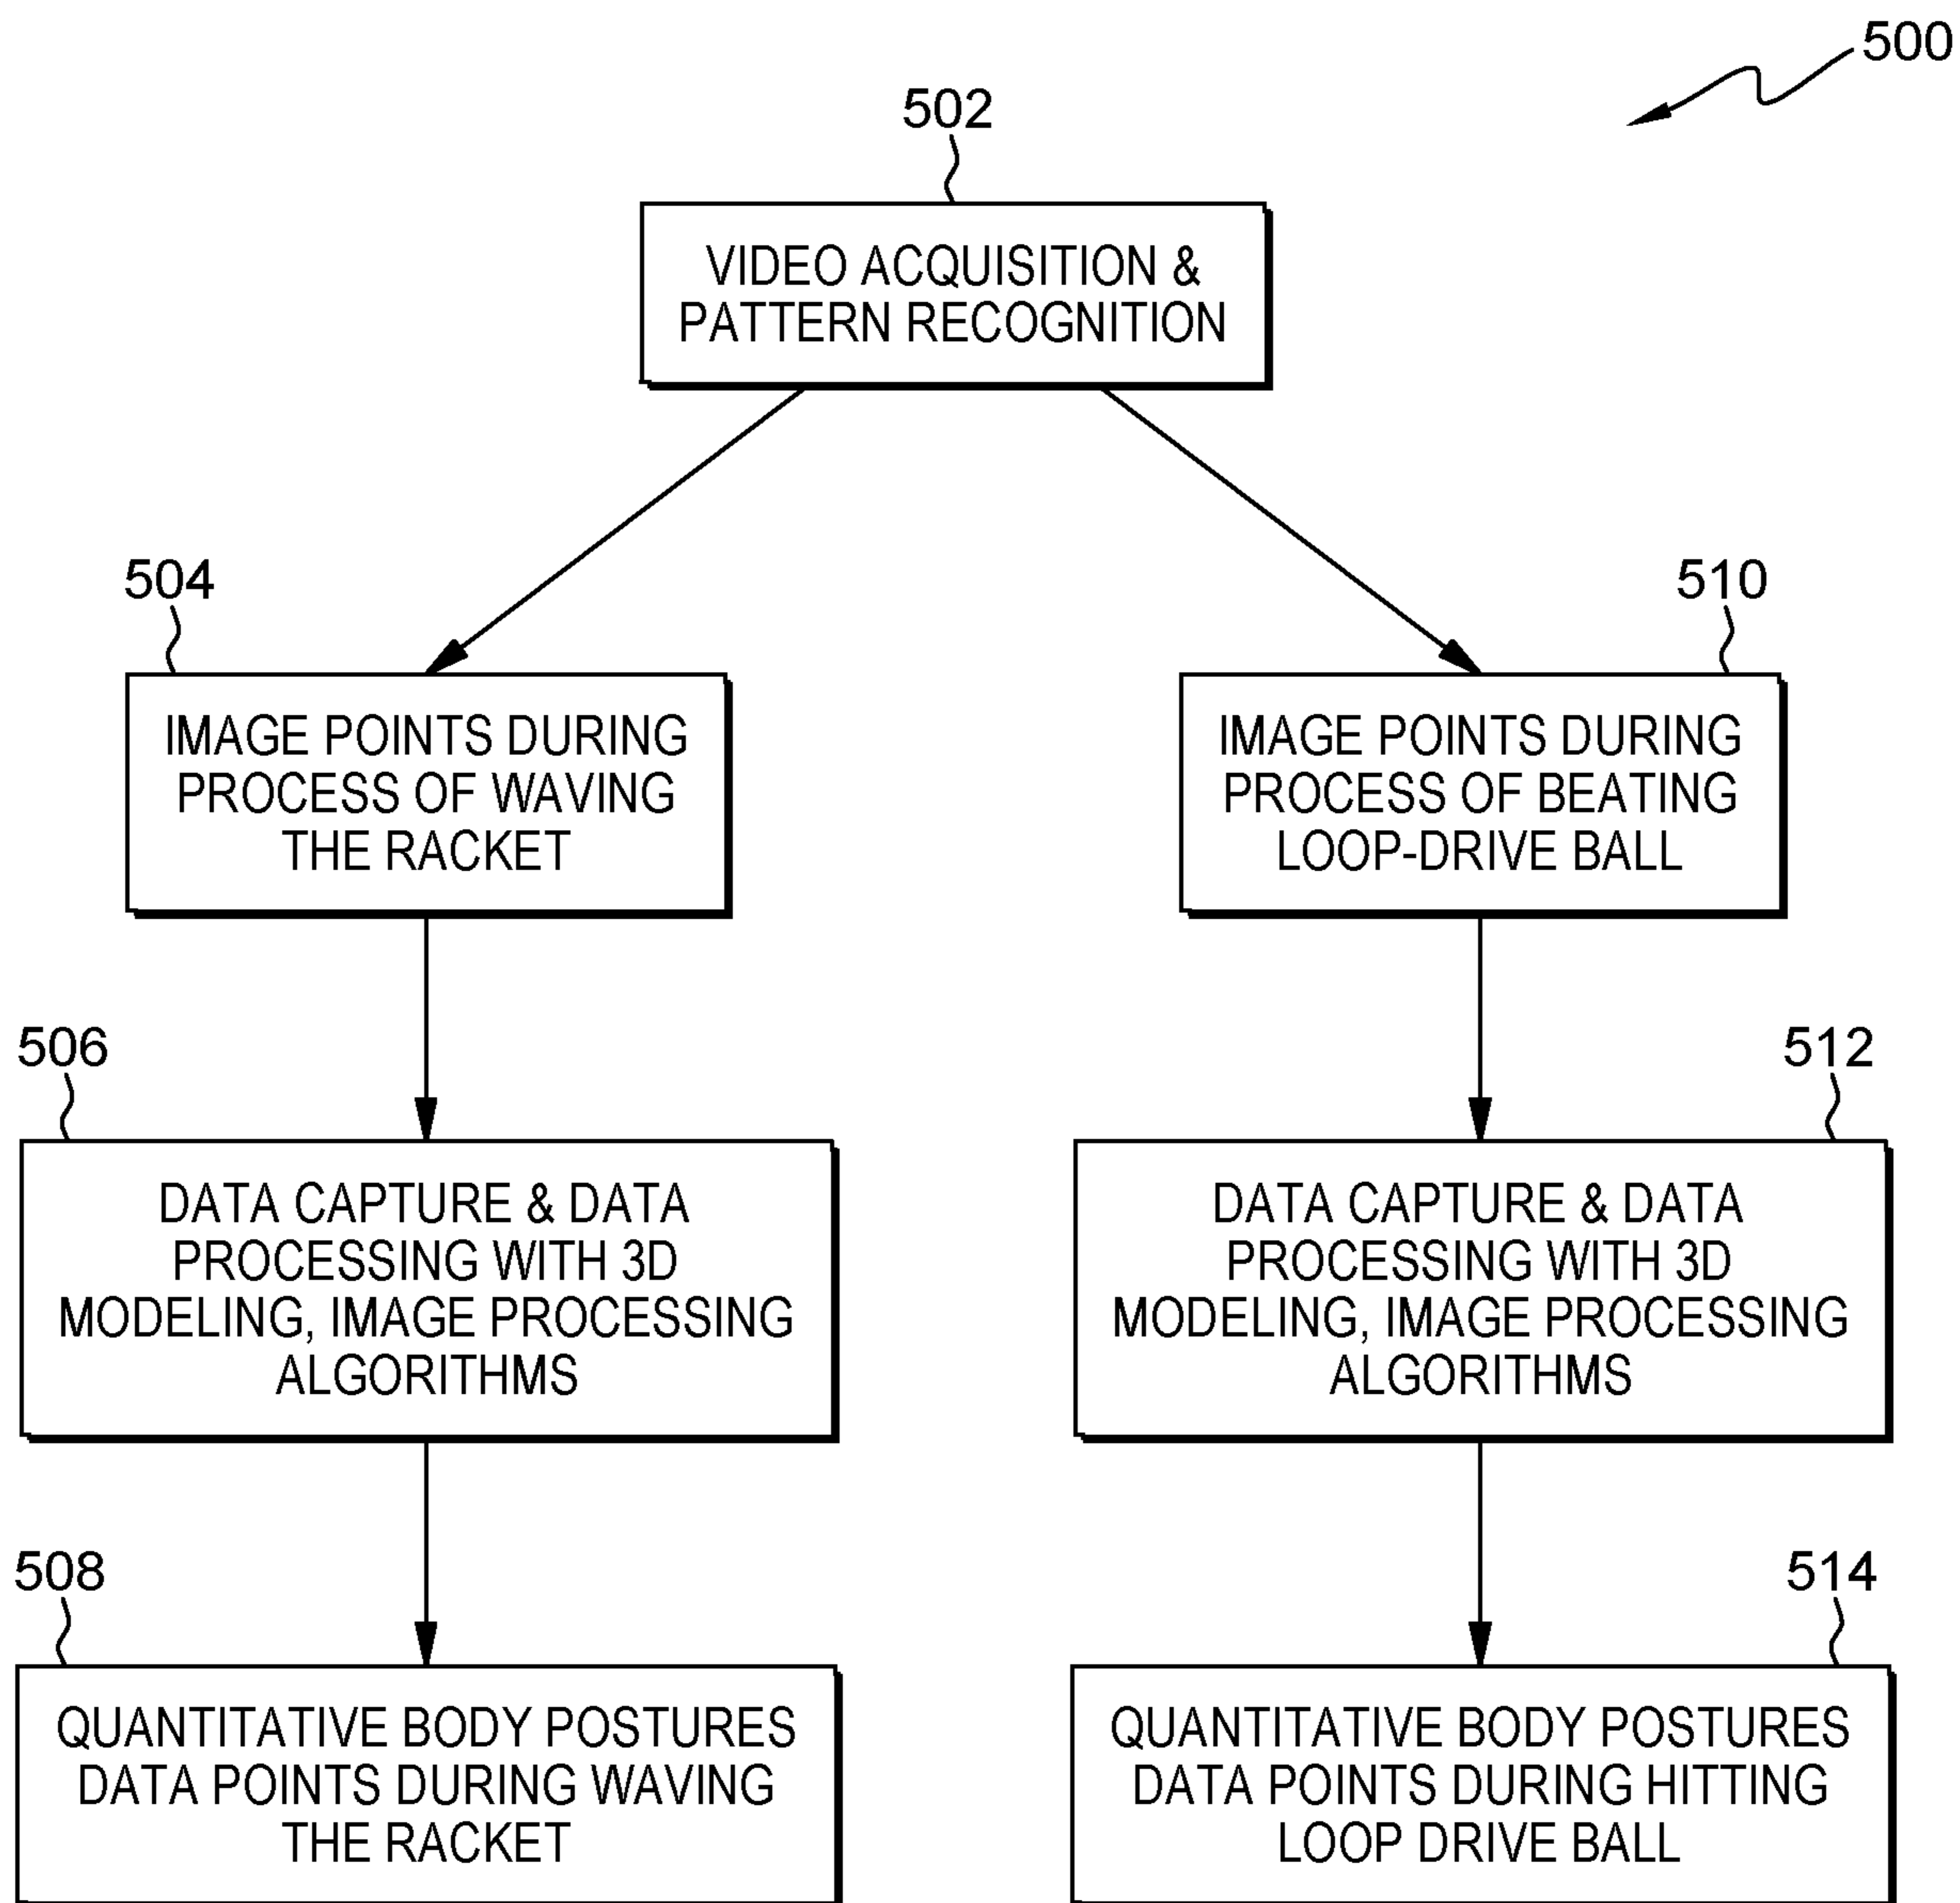 500
502
VIDEO ACQUISITION &
PATTERN RECOGNITION
504
IMAGE POINTS DURING
PROCESS OF WAVING
THE RACKET
506
DATA CAPTURE & DATA
PROCESSING WITH 3D
MODELING, IMAGE PROCESSING
ALGORITHMS
508
QUANTITATIVE BODY POSTURES
DATA POINTS DURING WAVING
THE RACKET
510
IMAGE POINTS DURING
PROCESS OF BEATING
LOOP-DRIVE BALL
512
DATA CAPTURE & DATA
PROCESSING WITH 3D
MODELING, IMAGE PROCESSING
ALGORITHMS
514
QUANTITATIVE BODY POSTURES
DATA POINTS DURING HITTING
LOOP DRIVE BALL